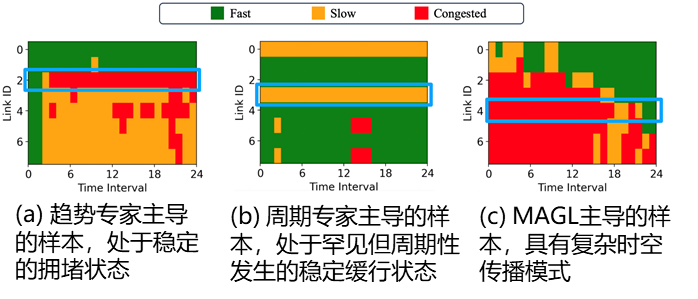 Fast Slow Congested
0
2
4
6
Link ID
0 6 12 18 24
Time Interval
0
2
4
6
Link ID
0 6 12 18 24
Time Interval
0
2
4
6
Link ID
0 6 12 18 24
Time Interval
(a) 趋势专家主导
的样本，处于稳定
的拥堵状态
(b) 周期专家主导的样
本，处于罕见但周期性
发生的稳定缓行状态
(c) MAGL主导的样
本，具有复杂时空
传播模式